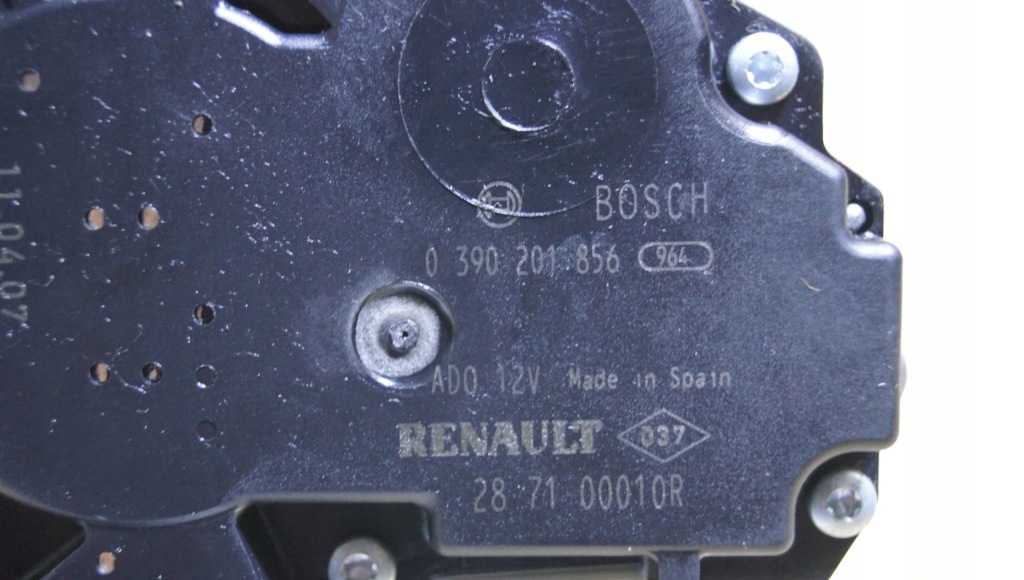 BOSCH
0 390 201 856 964
ADO 12V Made in Spain
RENAULT 037
28 71 00010R
11.04.07